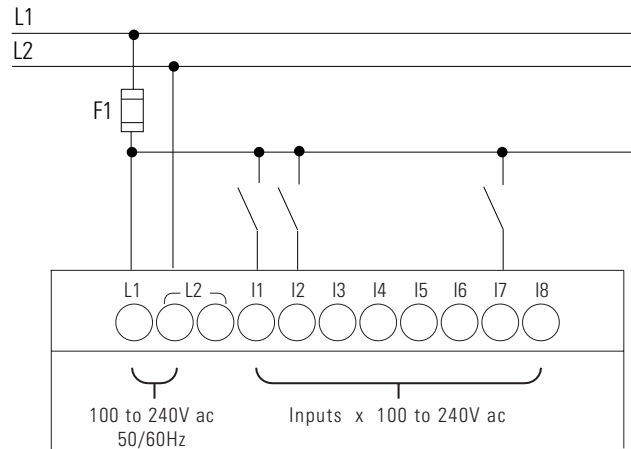 L1
L2
F1
L1 L2 I1 I2 I3 I4 I5 I6 I7 I8
100 to 240V ac
50/60Hz
Inputs x 100 to 240V ac